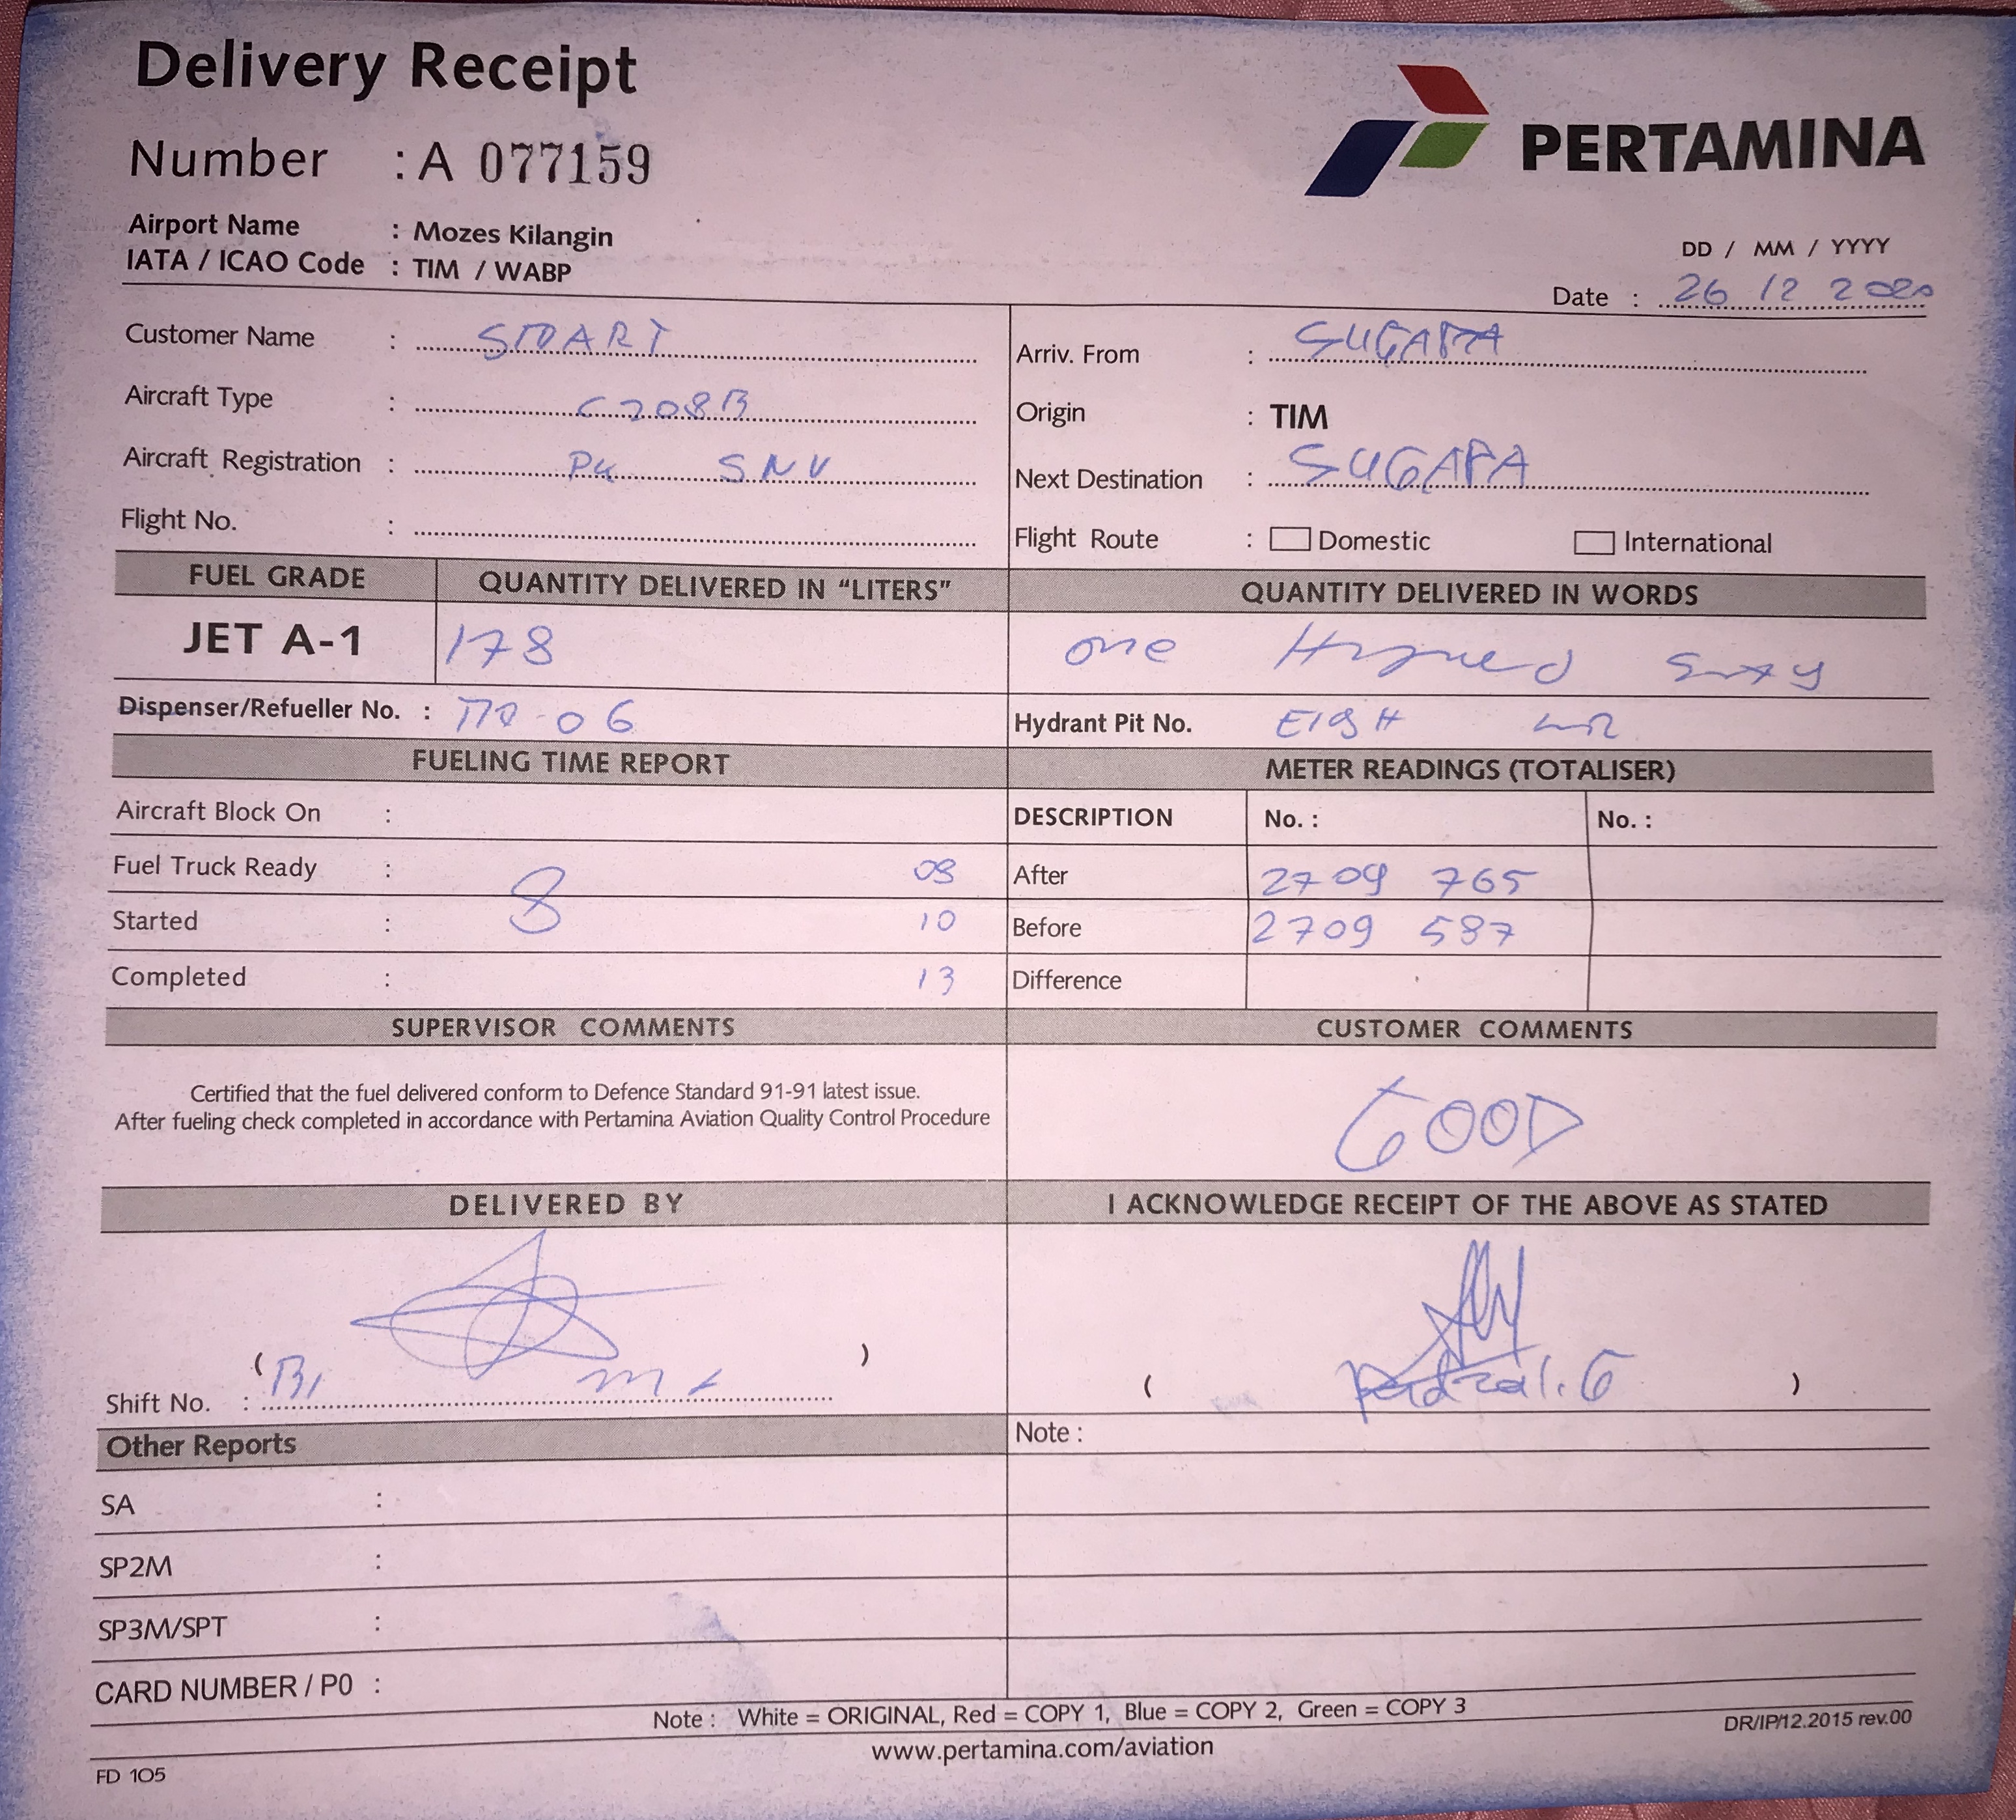 Delivery Receipt
PERTAMINA
Number : A 077159
Airport Name : Mozes Kilangin
IATA / ICAO Code : TIM / WABP
DD / MM / YYYY
Date : 26 12 2020
Customer Name : SMART
Arriv. From : SUGAPA
Aircraft Type : C208B
Origin : TIM
Aircraft Registration : PK SNV
Next Destination : SUGAPA
Flight No. :
Flight Route : Domestic International
FUEL GRADE QUANTITY DELIVERED IN “LITERS” QUANTITY DELIVERED IN WORDS
JET A-1 178 one
Dispenser/Refueller No. : 06
Hydrant Pit No. EIGH
FUELING TIME REPORT METER READINGS (TOTALISER)
Aircraft Block On :
DESCRIPTION No. : No. :
Fuel Truck Ready : 8 08
After 2709 765
Started : 10
Before 2709 587
Completed : 13
Difference
SUPERVISOR COMMENTS CUSTOMER COMMENTS
Certified that the fuel delivered conform to Defence Standard 91-91 latest issue.
After fueling check completed in accordance with Pertamina Aviation Quality Control Procedure
GOOD
DELIVERED BY I ACKNOWLEDGE RECEIPT OF THE ABOVE AS STATED
( )
Shift No. :
( )
Other Reports Note :
SA :
SP2M :
SP3M/SPT :
CARD NUMBER / P0 :
Note : White = ORIGINAL, Red = COPY 1, Blue = COPY 2, Green = COPY 3
DR/IP/12.2015 rev.00
www.pertamina.com/aviation
FD 105